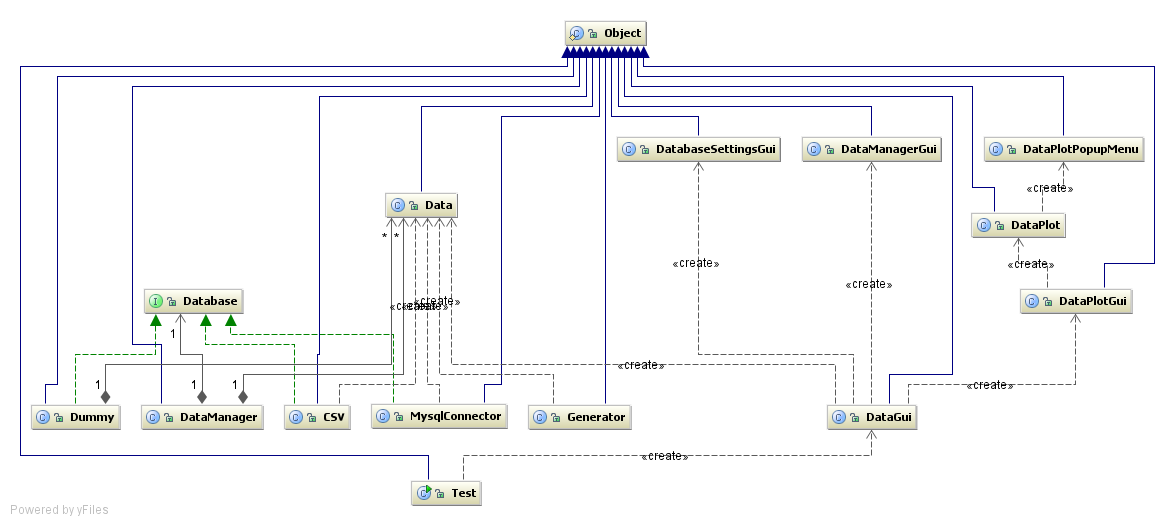 Object
DatabaseSettingsGui
DataManagerGui
DataPlotPopupMenu
«create»
Data
DataPlot
* *
«create»
«create»
«create»
DataPlotGui
Database
«create»
«create»
«create»
1
«create»
1
1
1
«create»
Dummy
DataManager
CSV
MysqlConnector
Generator
DataGui
«create»
Test
Powered by yFiles